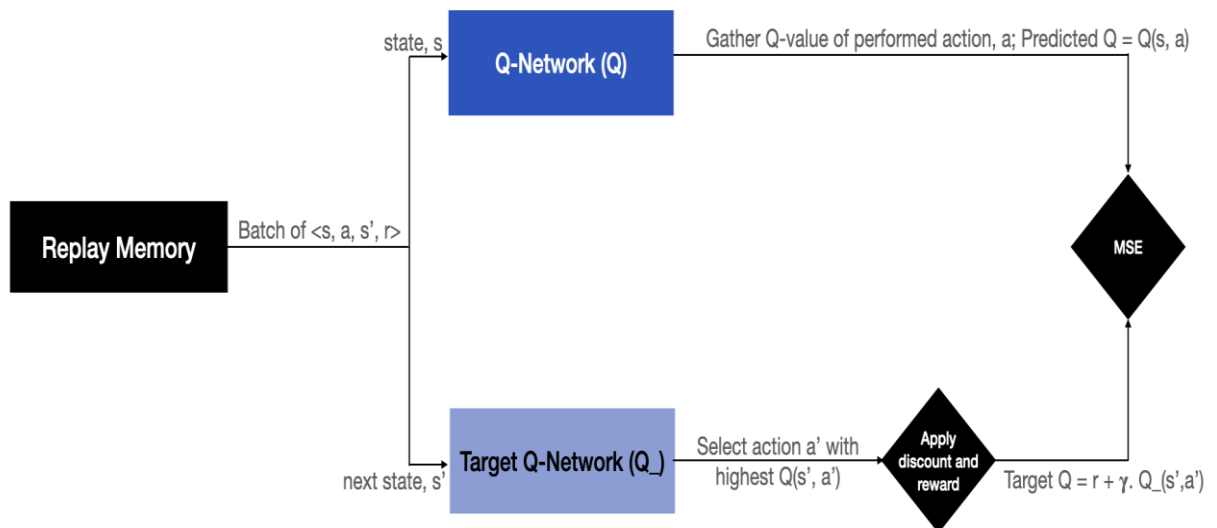 state, s
Q-Network (Q)
Gather Q-value of performed action, a; Predicted Q = Q(s, a)
Replay Memory
Batch of <s, a, s’, r>
MSE
next state, s’
Target Q-Network (Q_)
Select action a’ with
highest Q(s’, a’)
Apply
discount and
reward
Target Q = r + γ. Q_(s’,a’)